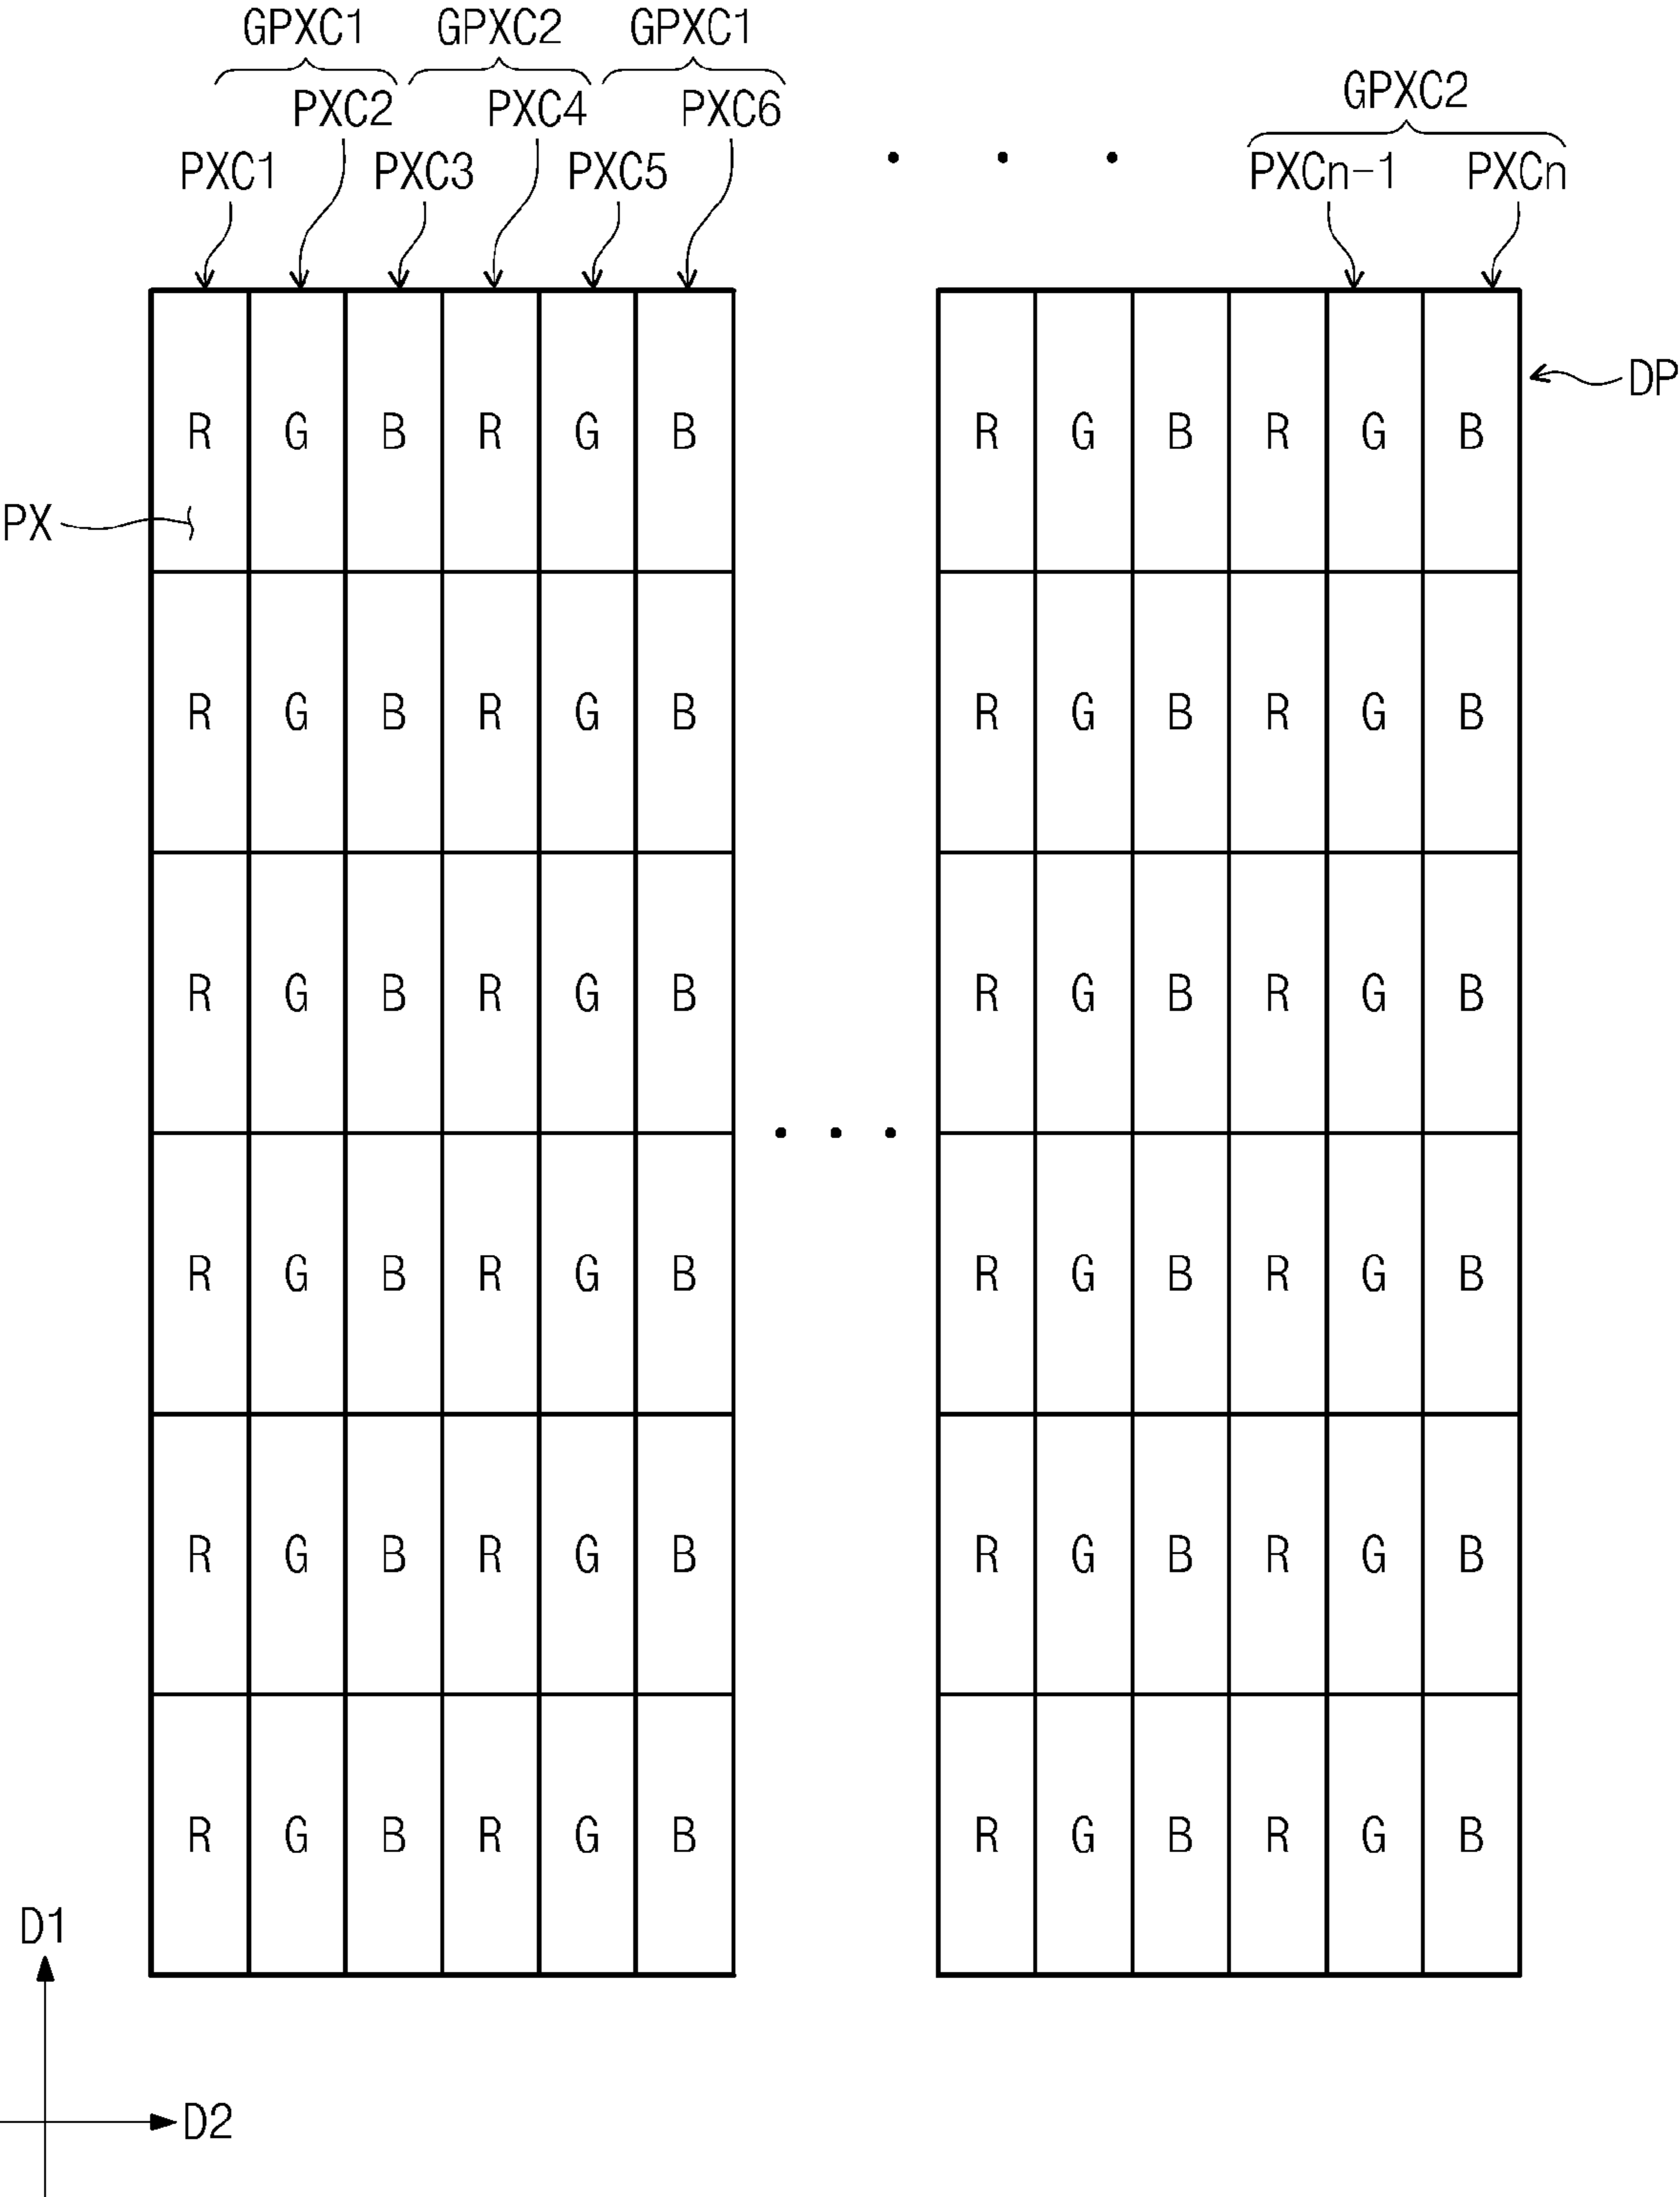 GPXC1 GPXC2 GPXC1
GPXC2
PXC2 PXC4 PXC6
PXC1 PXC3 PXC5 . . . PXCn-1 PXCn
DP
R G B R G B R G B R G B
PX
R G B R G B R G B R G B
R G B R G B R G B R G B
. . .
R G B R G B R G B R G B
R G B R G B R G B R G B
R G B R G B R G B R G B
D1
D2